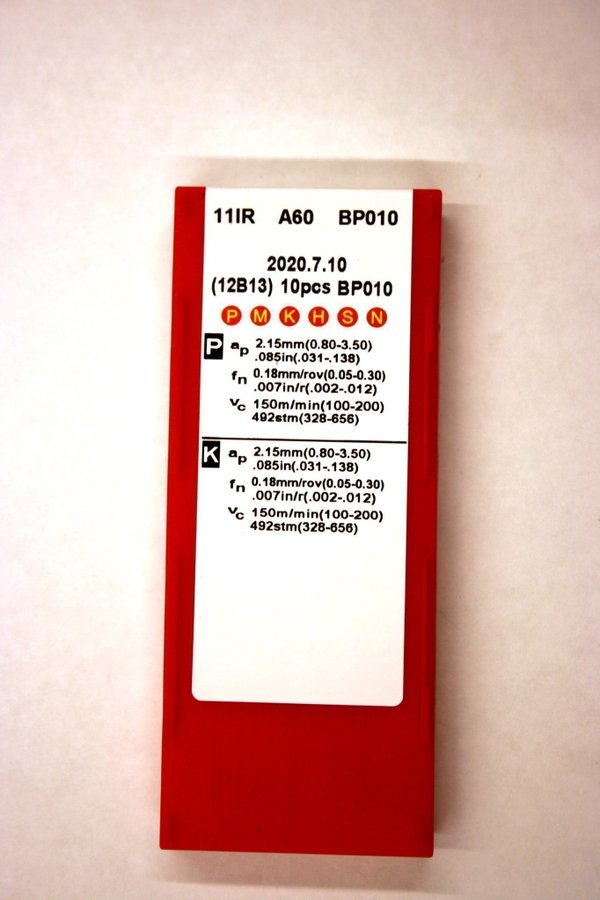 11IR A60 BP010
2020.7.10
(12B13) 10pcs BP010
P M K H S N
P ap 2.15mm(0.80-3.50)
.085in(.031-.138)
fn 0.18mm/rov(0.05-0.30)
.007in/r(.002-.012)
vc 150m/min(100-200)
492stm(328-656)
K ap 2.15mm(0.80-3.50)
.085in(.031-.138)
fn 0.18mm/rov(0.05-0.30)
.007in/r(.002-.012)
vc 150m/min(100-200)
492stm(328-656)